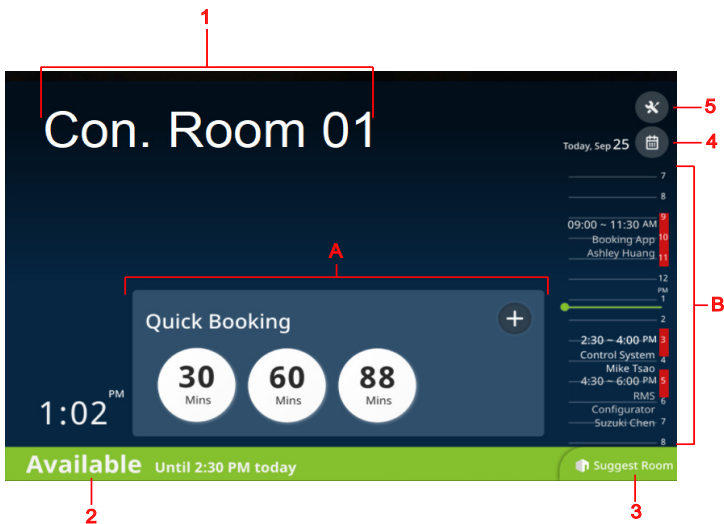 1
Con. Room 01
5
Today, Sep 25
4
7
8
9
09:00 ~ 11:30 AM
Booking App
10
Ashley Huang
11
A
12
PM
1
B
Quick Booking
+
2
2:30 ~ 4:00 PM
3
Control System
4
Mike Tsao
30
Mins
60
Mins
88
Mins
4:30 ~ 6:00 PM
5
RMS
6
Configurator
1:02 PM
Suzuki Chen
7
8
Available Until 2:30 PM today
Suggest Room
2
3